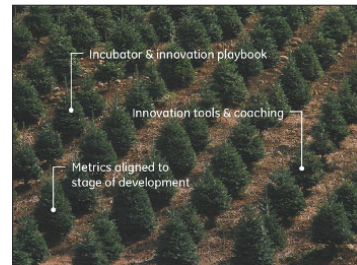 Incubator & innovation playbook
Innovation tools & coaching
Metrics aligned to
stage of development